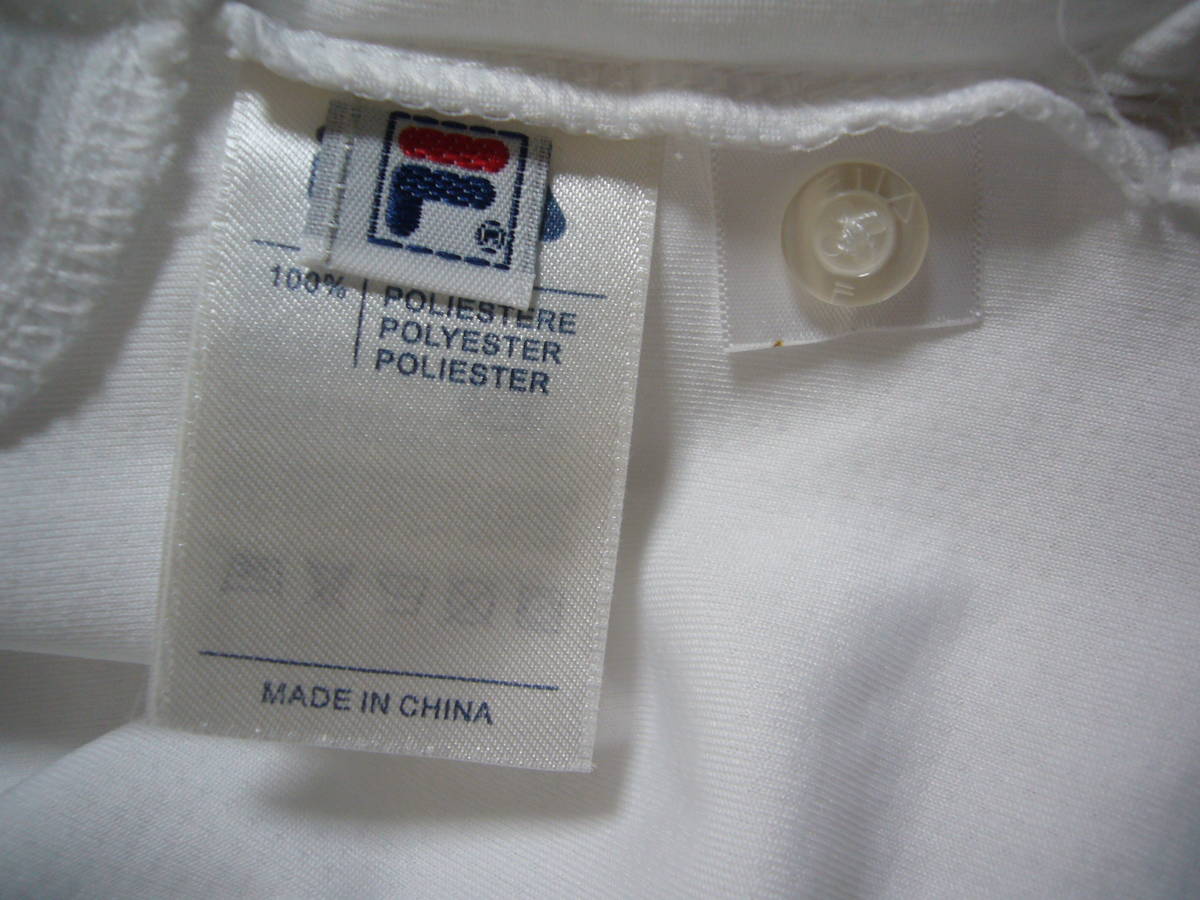 F
®
100%
POLIESTERE
POLYESTER
POLIESTER
MADE IN CHINA